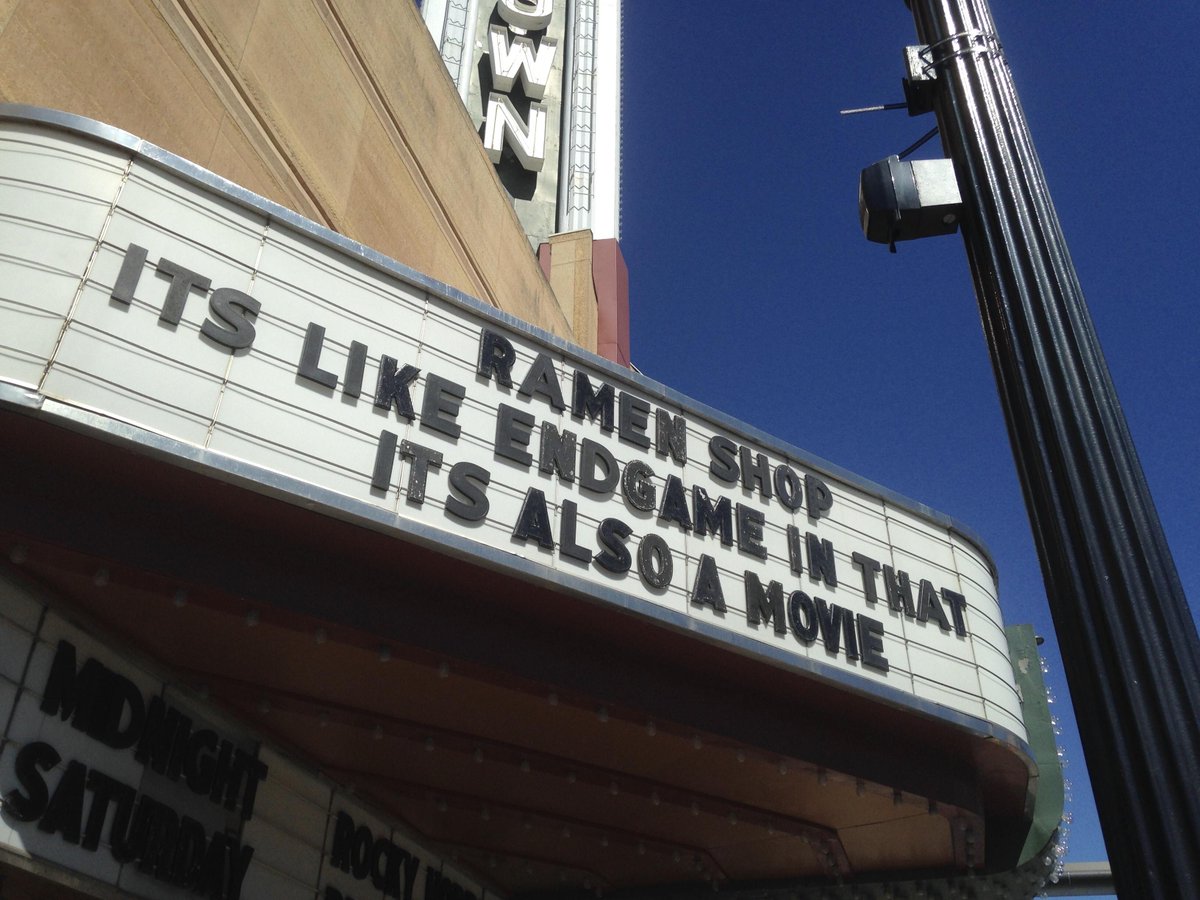 OWN
RAMEN SHOP
ITS LIKE ENDGAME IN THAT
ITS ALSO A MOVIE
MIDNIGHT
SATURDAY
ROCKY